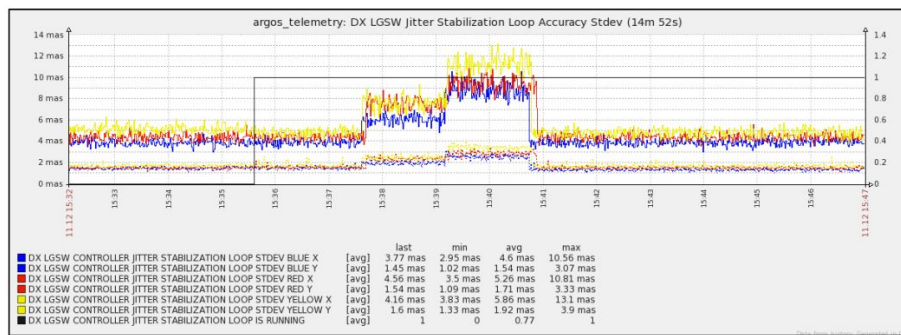 argos_telemetry: DX LGSW Jitter Stabilization Loop Accuracy Stdev (14m 52s)
14 mas 1.4
12 mas 1.2
10 mas 1
8 mas 0.8
6 mas 0.6
4 mas 0.4
2 mas 0.2
0 mas 0
11.12 15:32 15:33 15:34 15:35 15:36 15:37 15:38 15:39 15:40 15:41 15:42 15:43 15:44 15:45 15:46 11.12 15:47
last min avg max
DX LGSW CONTROLLER JITTER STABILIZATION LOOP STDEV BLUE X [avg] 3.77 mas 2.95 mas 4.6 mas 10.56 mas
DX LGSW CONTROLLER JITTER STABILIZATION LOOP STDEV BLUE Y [avg] 1.45 mas 1.02 mas 1.54 mas 3.07 mas
DX LGSW CONTROLLER JITTER STABILIZATION LOOP STDEV RED X [avg] 4.56 mas 3.5 mas 5.26 mas 10.81 mas
DX LGSW CONTROLLER JITTER STABILIZATION LOOP STDEV RED Y [avg] 1.54 mas 1.09 mas 1.71 mas 3.33 mas
DX LGSW CONTROLLER JITTER STABILIZATION LOOP STDEV YELLOW X [avg] 4.16 mas 3.83 mas 5.86 mas 13.1 mas
DX LGSW CONTROLLER JITTER STABILIZATION LOOP STDEV YELLOW Y [avg] 1.6 mas 1.33 mas 1.92 mas 3.9 mas
DX LGSW CONTROLLER JITTER STABILIZATION LOOP IS RUNNING [avg] 1 0 0.77 1